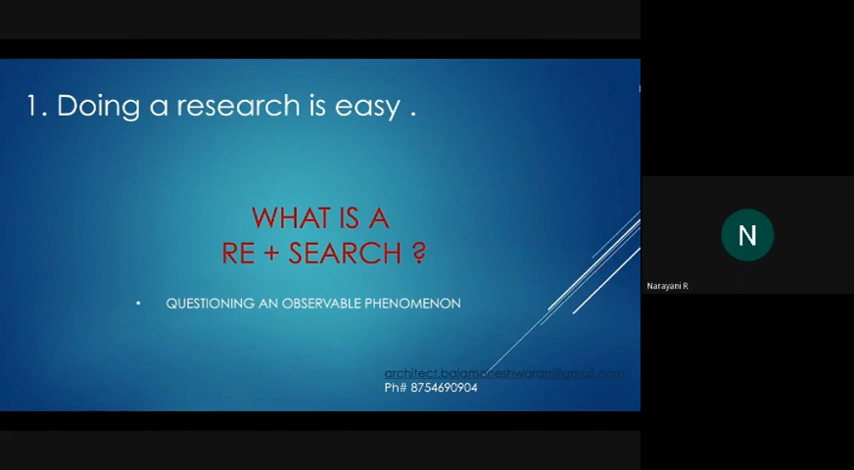 1. Doing a research is easy .
WHAT IS A
RE + SEARCH ?
• QUESTIONING AN OBSERVABLE PHENOMENON
Ph# 8754690904
N
Narayani R